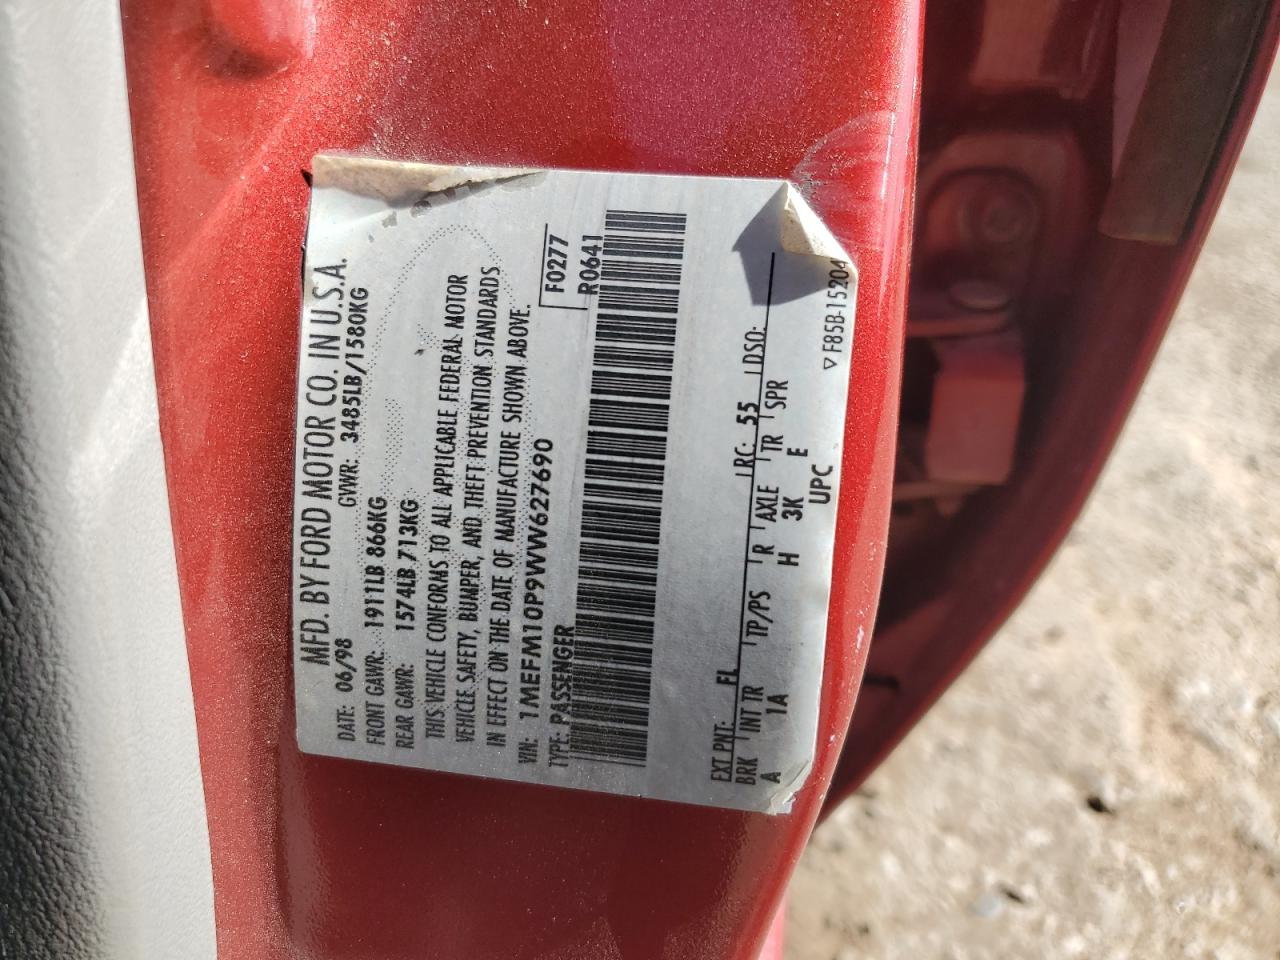 MFD. BY FORD MOTOR CO. IN U.S.A.
DATE: 06/98 GVWR: 3485LB/1580KG
FRONT GAWR: 1911LB 866KG
REAR GAWR: 1574LB 713KG
THIS VEHICLE CONFORMS TO ALL APPLICABLE FEDERAL MOTOR
VEHICLE SAFETY, BUMPER, AND THEFT PREVENTION STANDARDS
IN EFFECT ON THE DATE OF MANUFACTURE SHOWN ABOVE.
VIN: 1MEFM10P9WW627690
TYPE: PASSENGER
F0277
R0641
EXT PNT: FL RC: 55 DSO:
BRK INT TR TP/PS R AXLE TR SPR
A 1A H 3K E
UPC
▽ F85B-15204